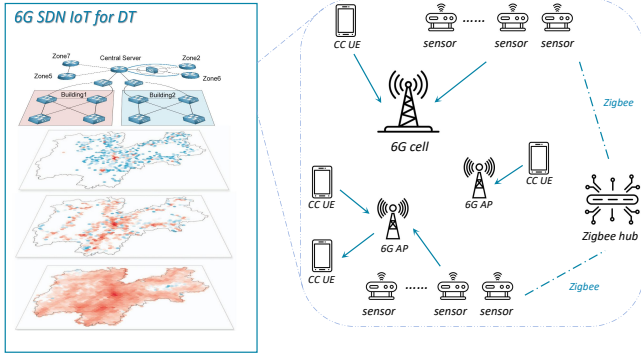 6G SDN IoT for DT
Zone7
Central Server
Zone2
Zone5
Zone6
Building1
Building2
CC UE
sensor
sensor
sensor
Zigbee
6G cell
CC UE
6G AP
CC UE
6G AP
Zigbee hub
CC UE
Zigbee
sensor
sensor
sensor